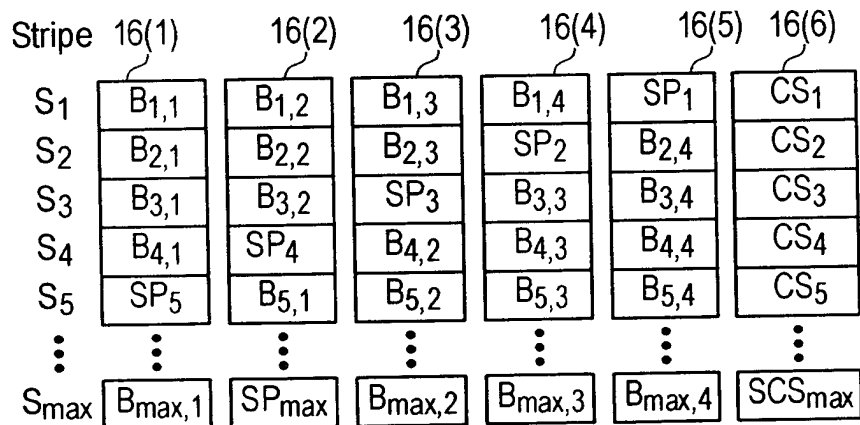 Stripe 16(1) 16(2) 16(3) 16(4) 16(5) 16(6)
S1 B1,1 B1,2 B1,3 B1,4 SP1 CS1
S2 B2,1 B2,2 B2,3 SP2 B2,4 CS2
S3 B3,1 B3,2 SP3 B3,3 B3,4 CS3
S4 B4,1 SP4 B4,2 B4,3 B4,4 CS4
S5 SP5 B5,1 B5,2 B5,3 B5,4 CS5
Smax Bmax,1 SPmax Bmax,2 Bmax,3 Bmax,4 SCSmax